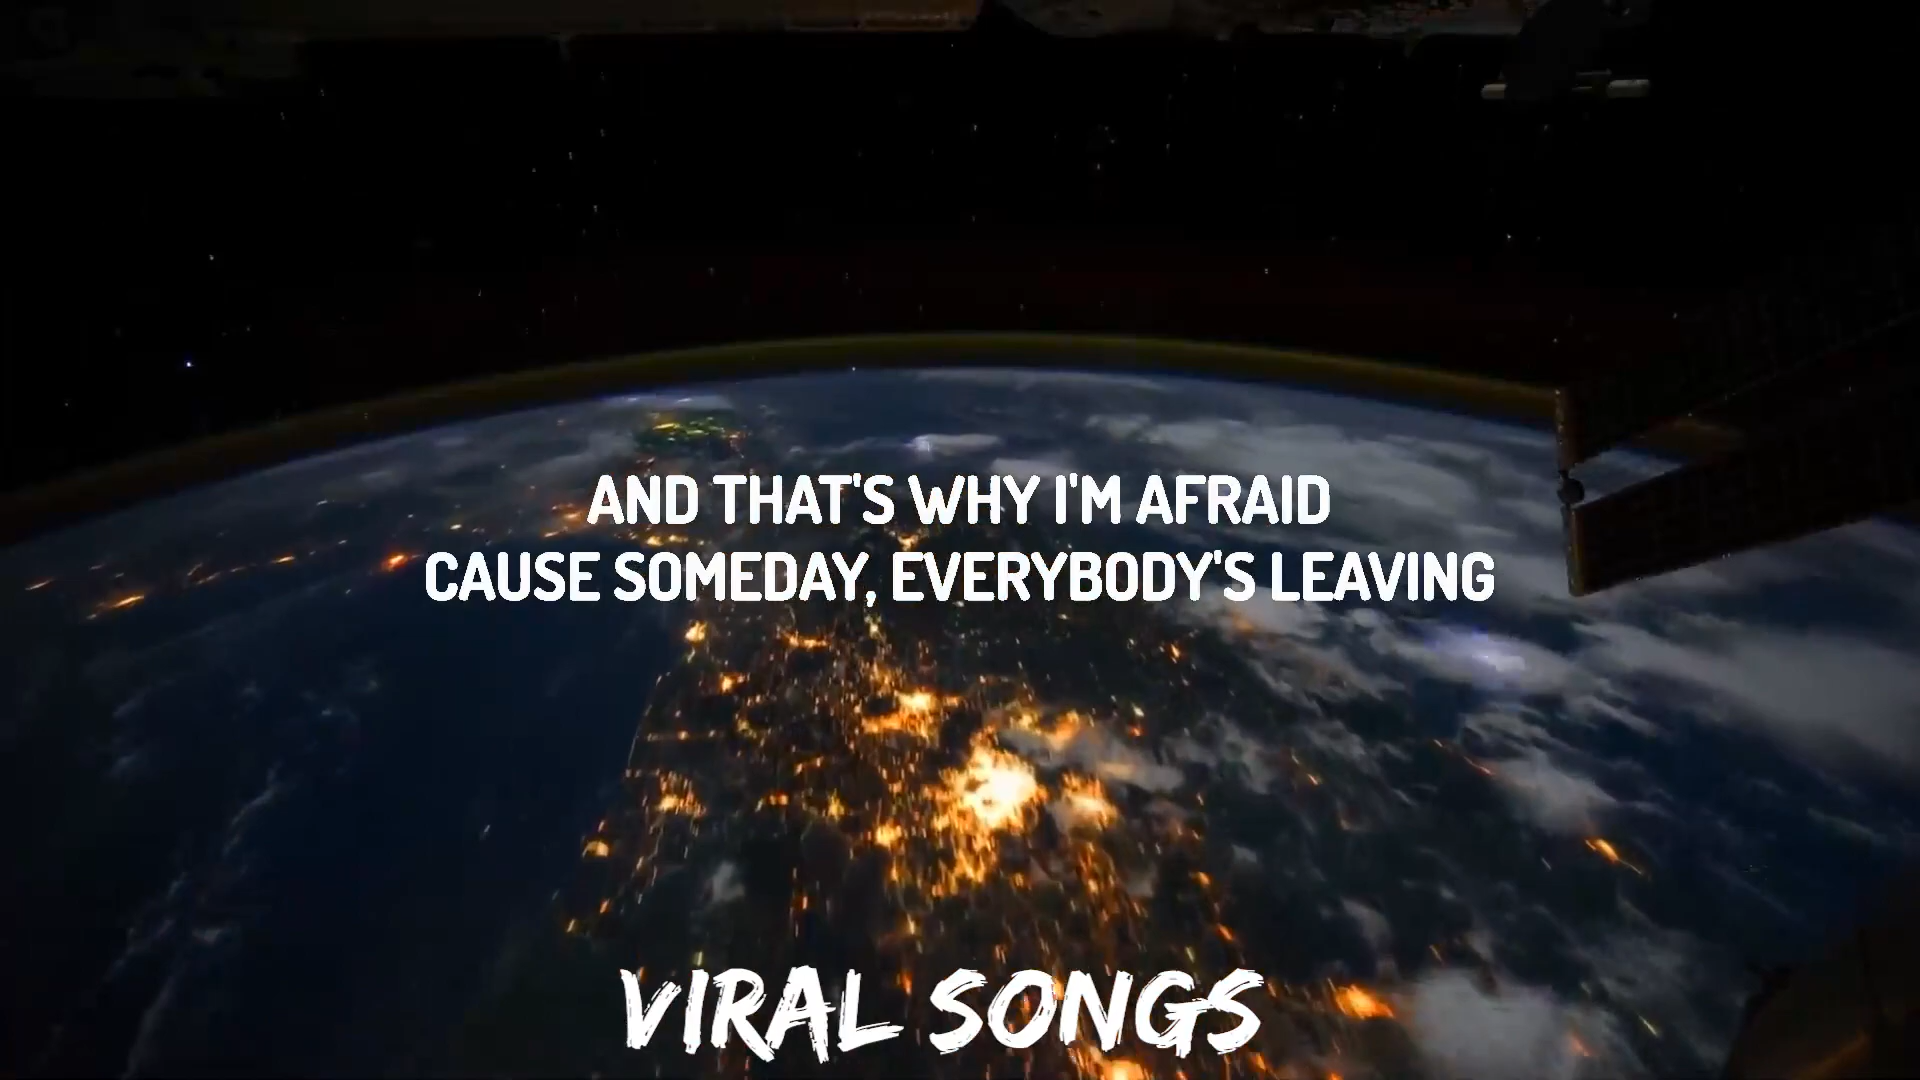 AND THAT'S WHY I'M AFRAID
CAUSE SOMEDAY, EVERYBODY'S LEAVING
VIRAL SONGS